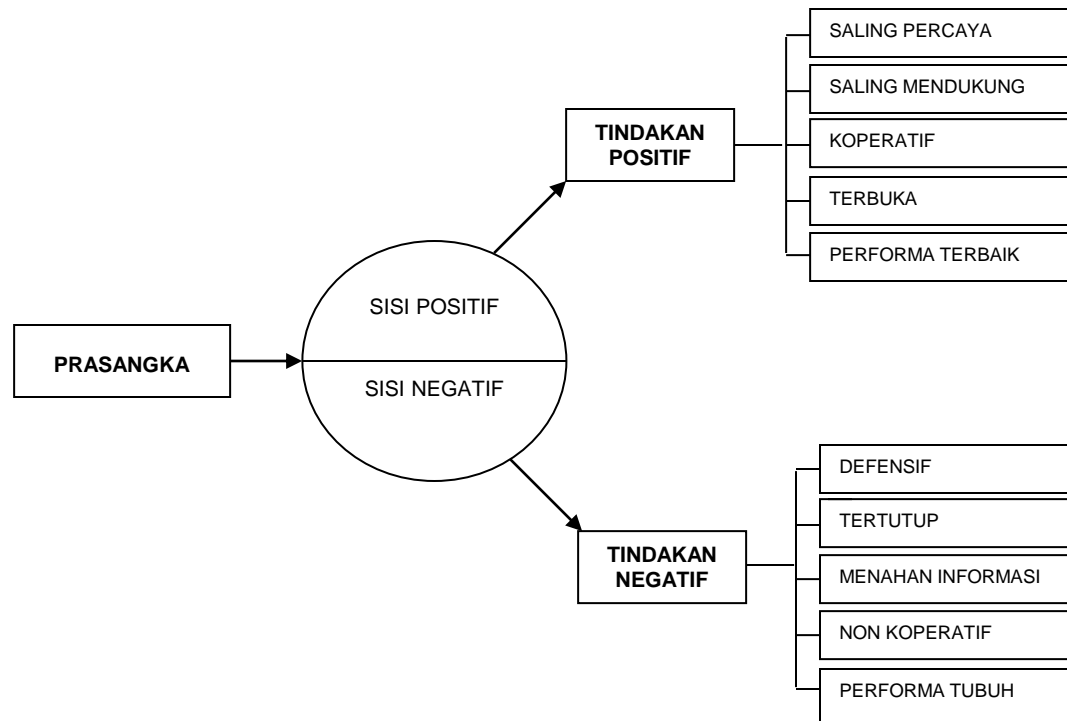 PRASANGKA
SISI POSITIF
SISI NEGATIF
TINDAKAN
POSITIF
SALING PERCAYA
SALING MENDUKUNG
KOPERATIF
TERBUKA
PERFORMA TERBAIK
TINDAKAN
NEGATIF
DEFENSIF
TERTUTUP
MENAHAN INFORMASI
NON KOPERATIF
PERFORMA TUBUH